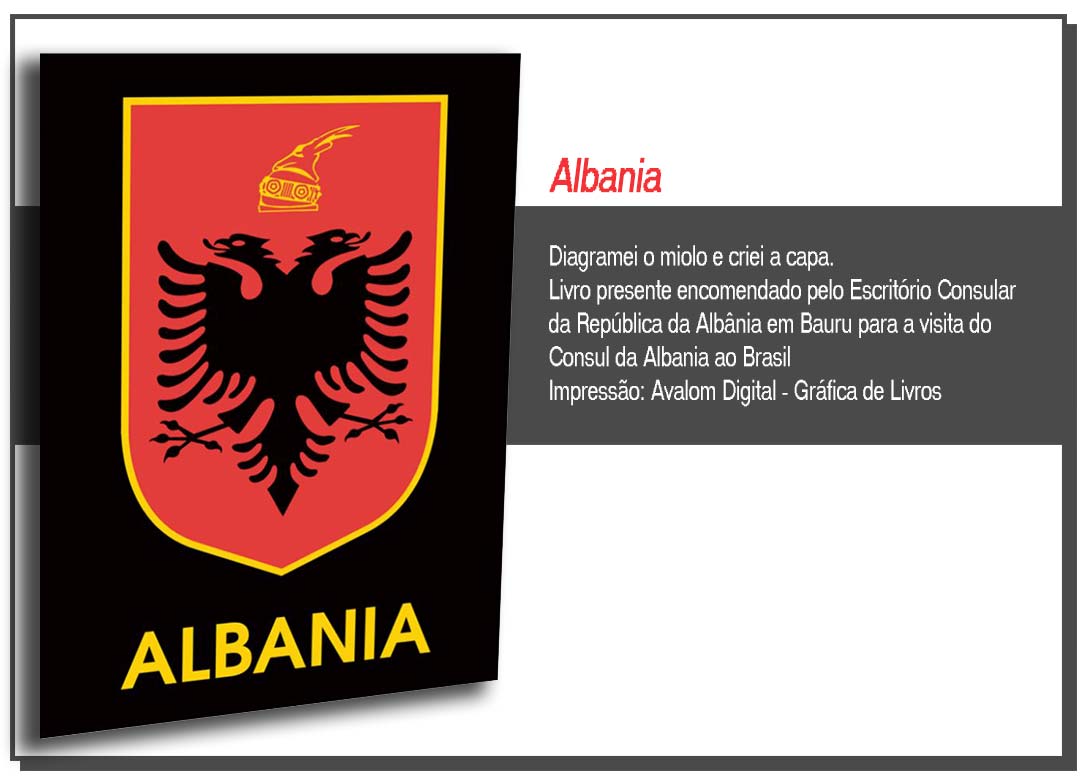 ALBANIA
Albania
Diagramei o miolo e criei a capa.
Livro presente encomendado pelo Escritório Consular
da República da Albânia em Bauru para a visita do
Consul da Albania ao Brasil
Impressão: Avalom Digital - Gráfica de Livros